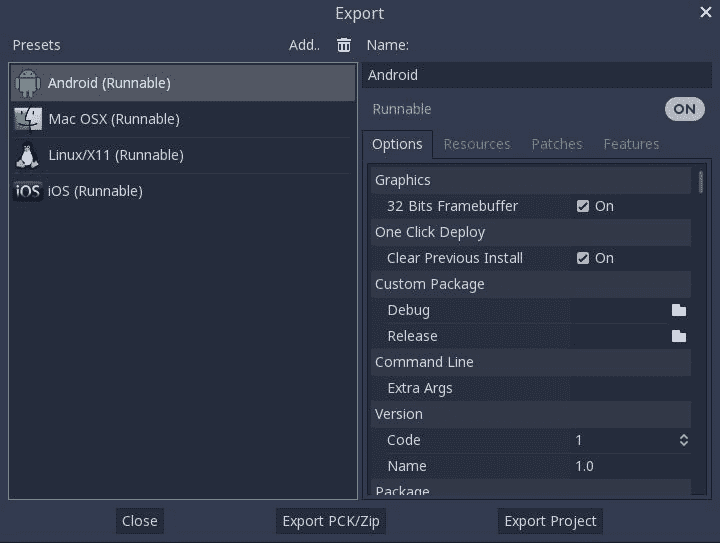 Export
Presets
Add..
Name:
Android (Runnable)
Mac OSX (Runnable)
Linux/X11 (Runnable)
iOS
iOS (Runnable)
Android
Runnable
ON
Options
Resources
Patches
Features
Graphics
32 Bits Framebuffer
On
One Click Deploy
Clear Previous Install
On
Custom Package
Debug
Release
Command Line
Extra Args
Version
Code
1
Name
1.0
Package
Close
Export PCK/Zip
Export Project